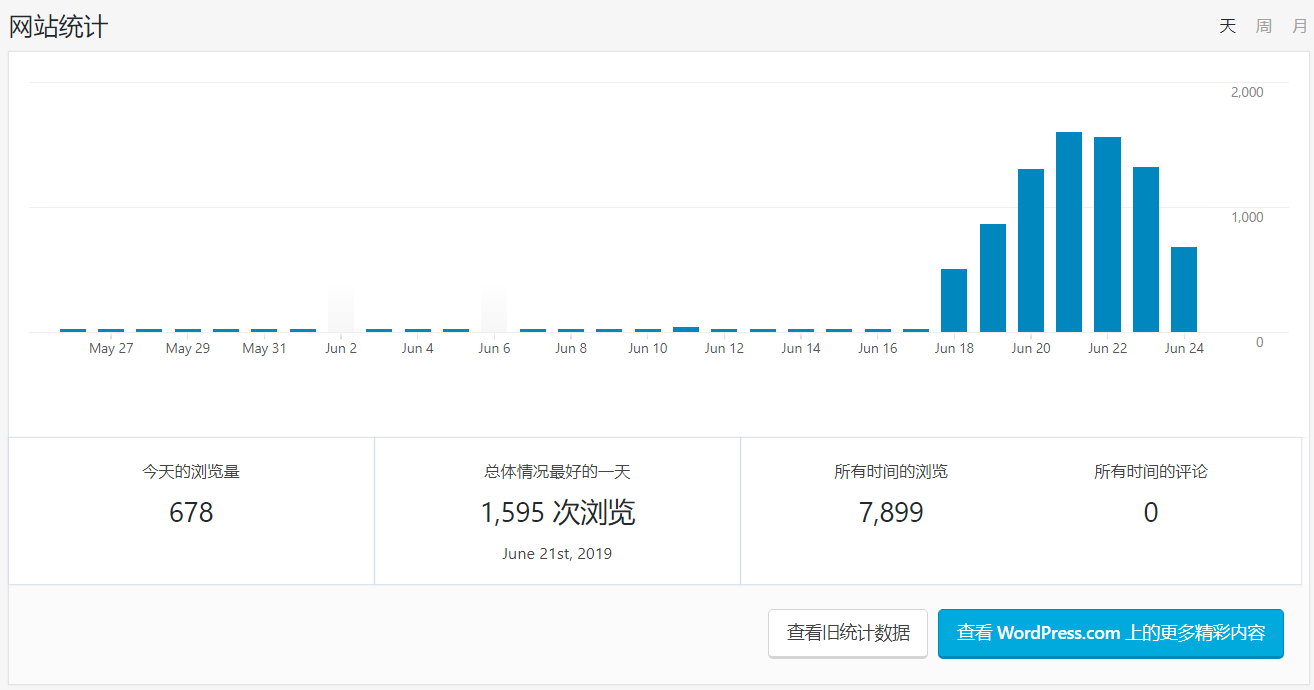 网站统计
天 周 月
2,000
1,000
0
May 27 May 29 May 31 Jun 2 Jun 4 Jun 6 Jun 8 Jun 10 Jun 12 Jun 14 Jun 16 Jun 18 Jun 20 Jun 22 Jun 24
今天的浏览量
678
总体情况最好的一天
1,595 次浏览
June 21st, 2019
所有时间的浏览
7,899
所有时间的评论
0
查看旧统计数据
查看 WordPress.com 上的更多精彩内容